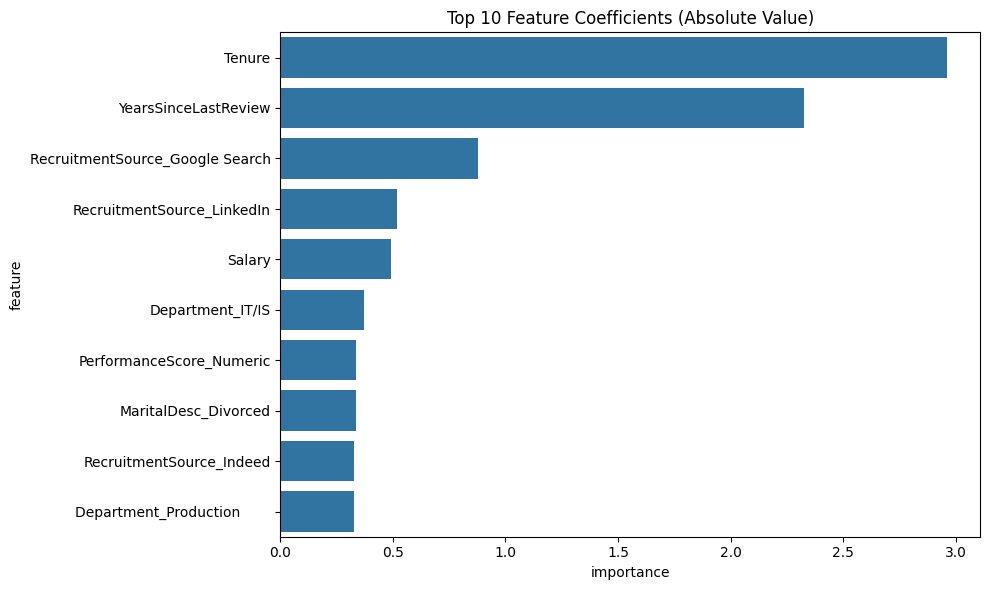 Top 10 Feature Coefficients (Absolute Value)
Tenure
YearsSinceLastReview
RecruitmentSource_Google Search
RecruitmentSource_LinkedIn
Salary
Department_IT/IS
PerformanceScore_Numeric
MaritalDesc_Divorced
RecruitmentSource_Indeed
Department_Production
feature
0.0 0.5 1.0 1.5 2.0 2.5 3.0
importance